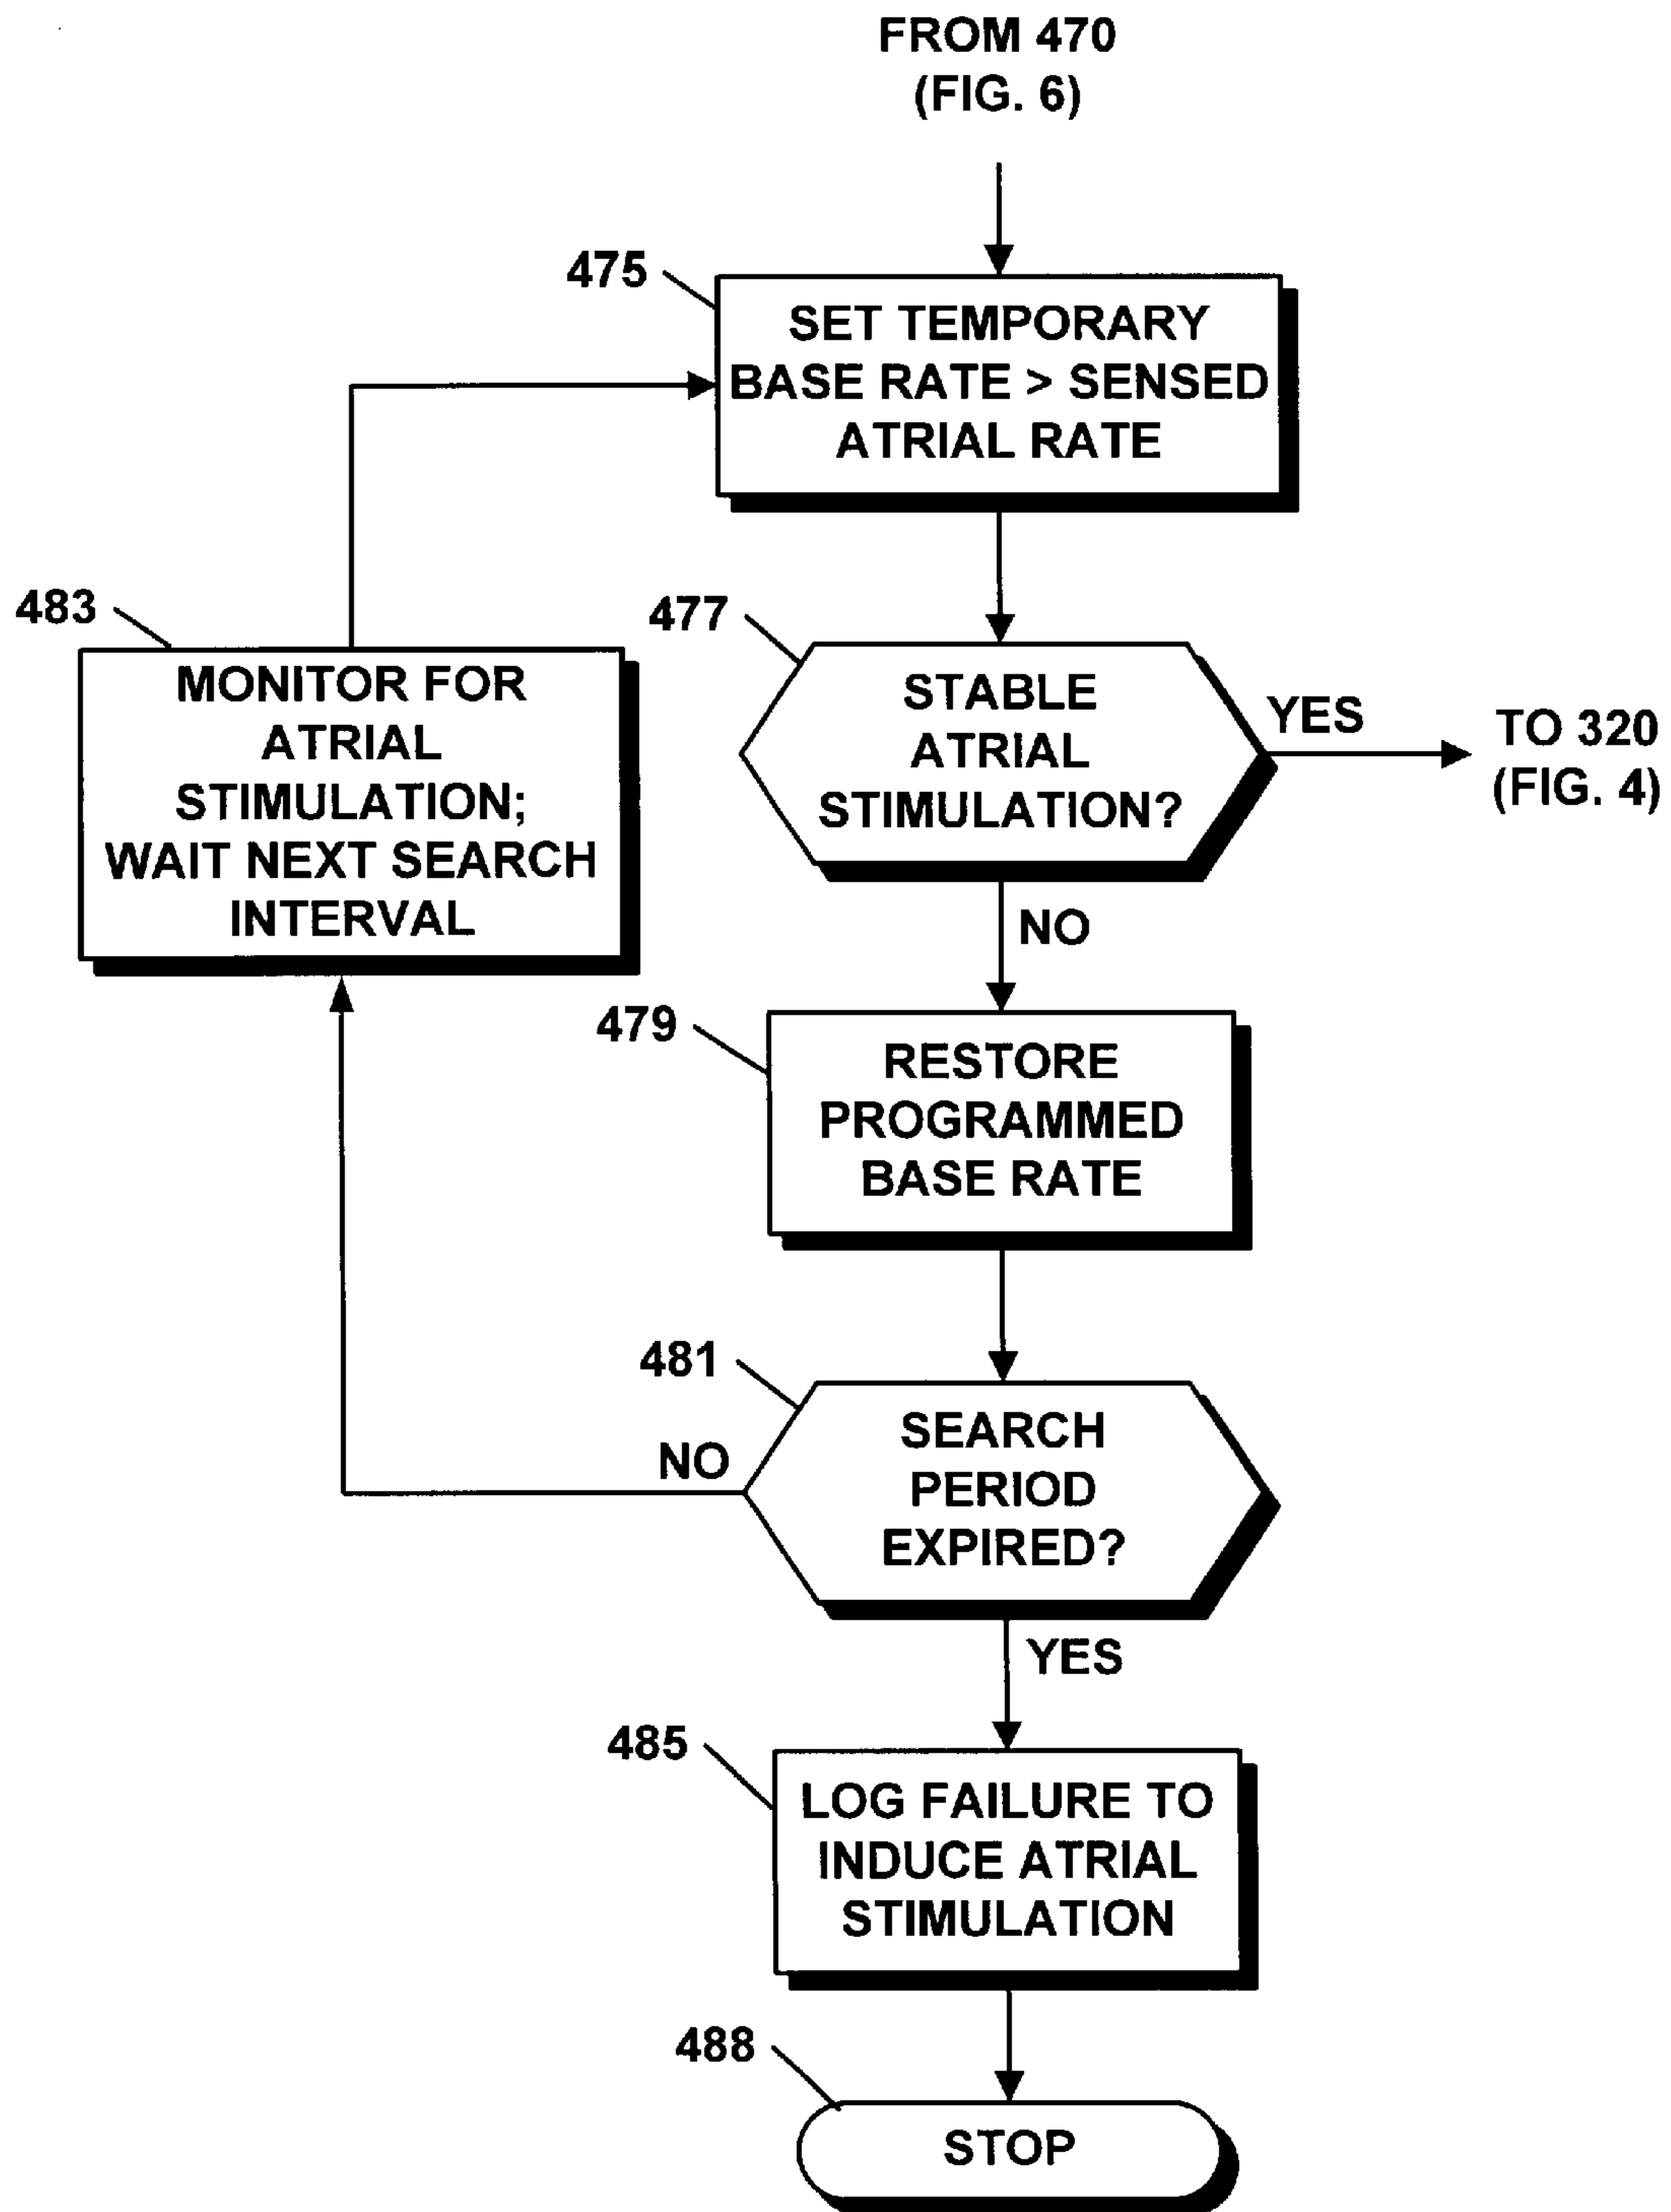 FROM 470
(FIG. 6)
475
SET TEMPORARY
BASE RATE > SENSED
ATRIAL RATE
483
MONITOR FOR
ATRIAL
STIMULATION;
WAIT NEXT SEARCH
INTERVAL
477
STABLE
ATRIAL
STIMULATION?
YES
TO 320
(FIG. 4)
NO
479
RESTORE
PROGRAMMED
BASE RATE
481
SEARCH
PERIOD
EXPIRED?
NO
YES
485
LOG FAILURE TO
INDUCE ATRIAL
STIMULATION
488
STOP